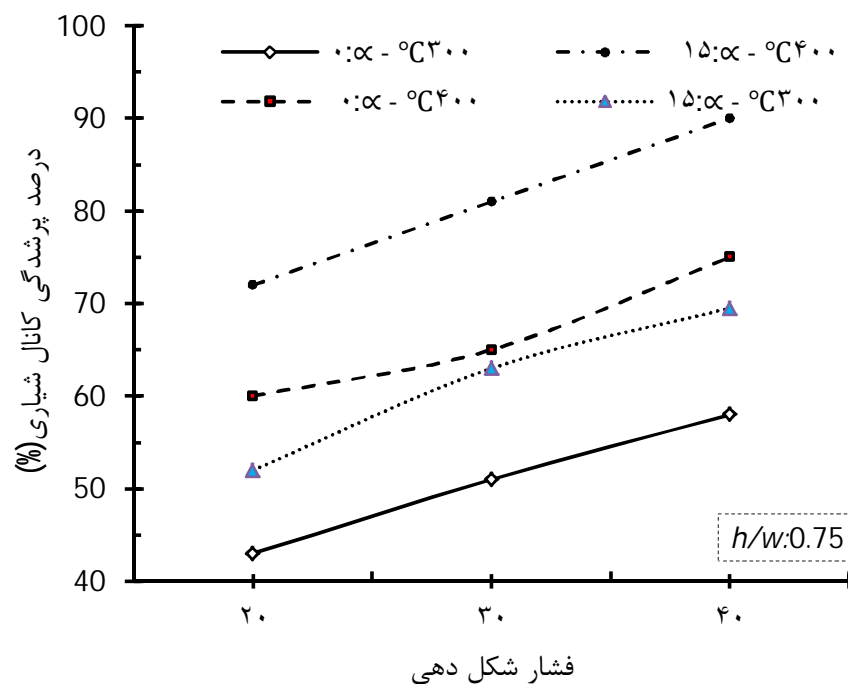 ۰:∝ - °C۳۰۰
۱۵:∝ - °C۴۰۰
۰:∝ - °C۴۰۰
۱۵:∝ - °C۳۰۰
100
90
80
70
60
50
40
درصد پرشدگی کانال شیاری(%)
h/w:0.75
۲۰
۳۰
۴۰
فشار شکل دهی